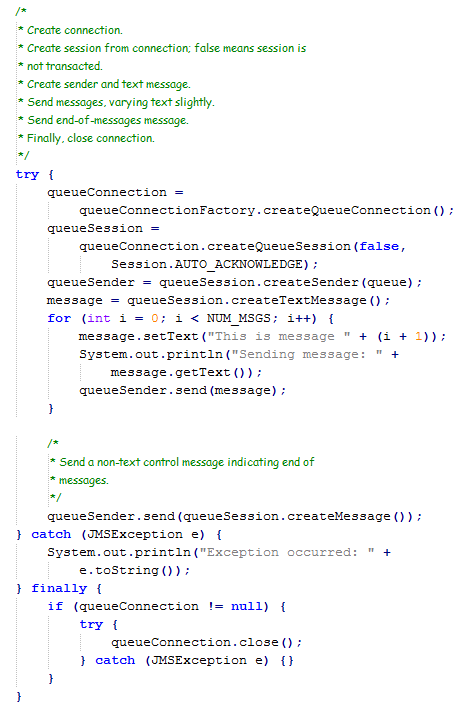 /*
* Create connection.
* Create session from connection; false means session is
* not transacted.
* Create sender and text message.
* Send messages, varying text slightly.
* Send end-of-messages message.
* Finally, close connection.
*/
try {
queueConnection =
queueConnectionFactory.createQueueConnection();
queueSession =
queueConnection.createQueueSession(false,
Session.AUTO_ACKNOWLEDGE);
queueSender = queueSession.createSender(queue);
message = queueSession.createTextMessage();
for (int i = 0; i < NUM_MSGS; i++) {
message.setText("This is message " + (i + 1));
System.out.println("Sending message: " +
message.getText());
queueSender.send(message);
}
/*
* Send a non-text control message indicating end of
* messages.
*/
queueSender.send(queueSession.createMessage());
} catch (JMSException e) {
System.out.println("Exception occurred: " +
e.toString());
} finally {
if (queueConnection != null) {
try {
queueConnection.close();
} catch (JMSException e) {}
}
}